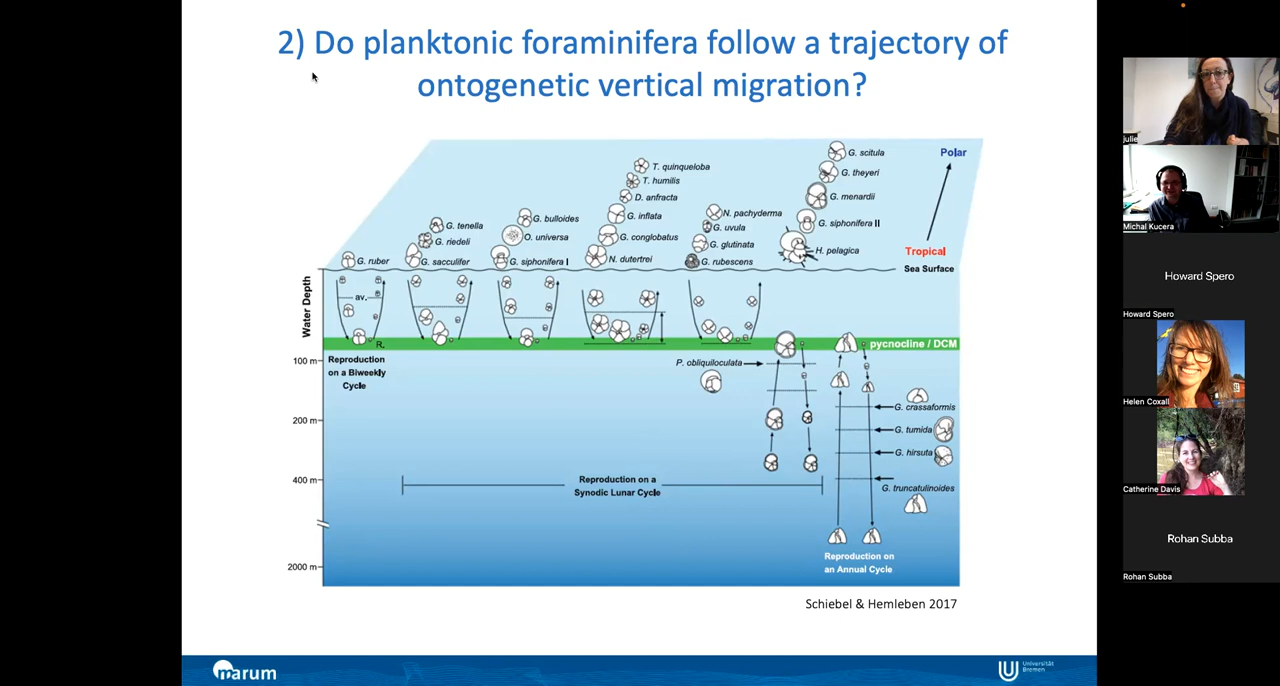 2) Do planktonic foraminifera follow a trajectory of
ontogenetic vertical migration?
G. scitula
Polar
T. quinqueloba
G. theyeri
T. humilis
D. anfracta
G. menardii
G. bulloides
G. inflata
N. pachyderma
G. tenella
G. siphonifera II
G. uvula
O. universa
G. conglobatus
G. riedeli
G. glutinata
H. pelagica
Tropical
G. ruber
G. sacculifer
G. siphonifera I
N. dutertrei
G. rubescens
Sea Surface
Water Depth
av.
R.
pycnocline / DCM
100 m
Reproduction
on a Biweekly
Cycle
P. obliquiloculata
G. crassaformis
200 m
G. tumida
G. hirsuta
400 m
Reproduction on a
Synodic Lunar Cycle
G. truncatulinoides
Reproduction on
an Annual Cycle
2000 m
Schiebel & Hemleben 2017
marum
Universität
Bremen
julie
Michal Kucera
Howard Spero
Howard Spero
Helen Coxall
Catherine Davis
Rohan Subba
Rohan Subba